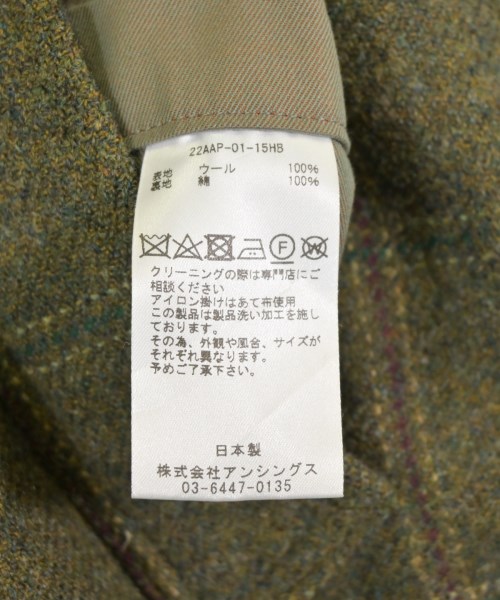 22AAP-01-15HB
表地 ウール 100%
裏地 綿 100%
クリーニングの際は専門店にご
相談ください
アイロン掛けはあて布使用
この製品は製品洗い加工を施し
ております。
その為、外観や風合、サイズが
それぞれ異なります。
予めご了承下さい。
日本製
株式会社アンシングス
03-6447-0135